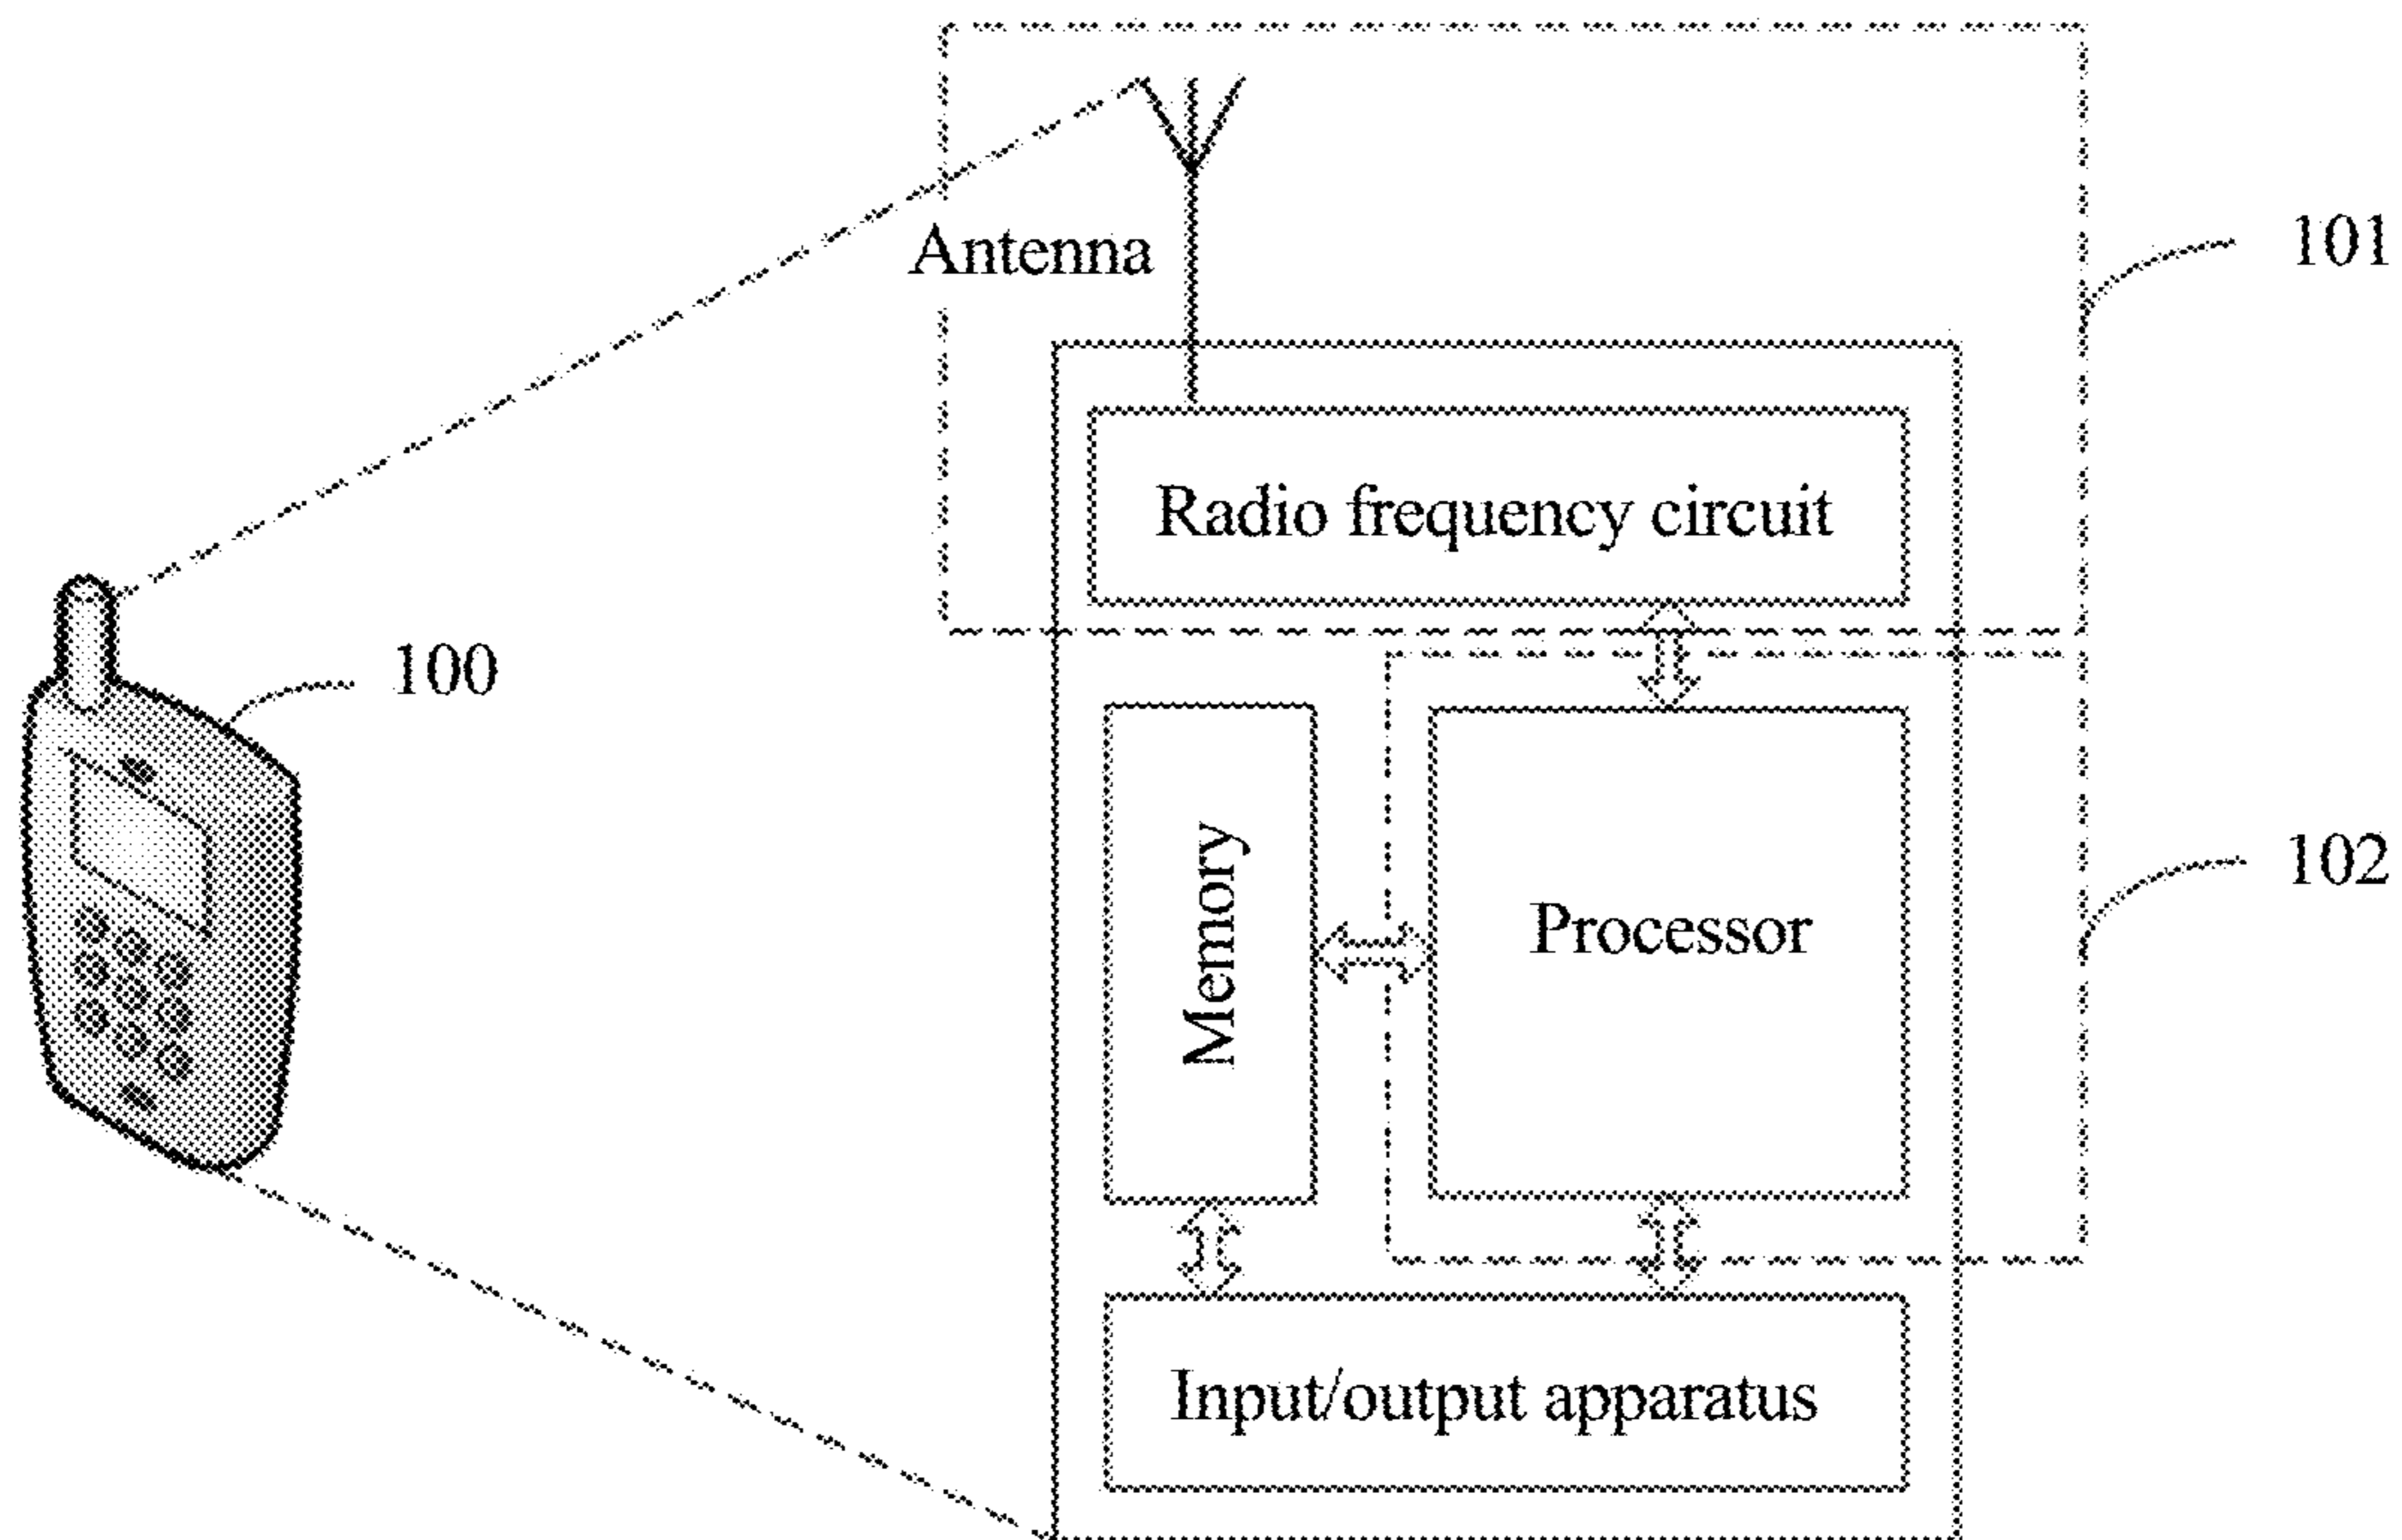 Antenna
101
Radio frequency circuit
100
Memory
Processor
102
Input/output apparatus